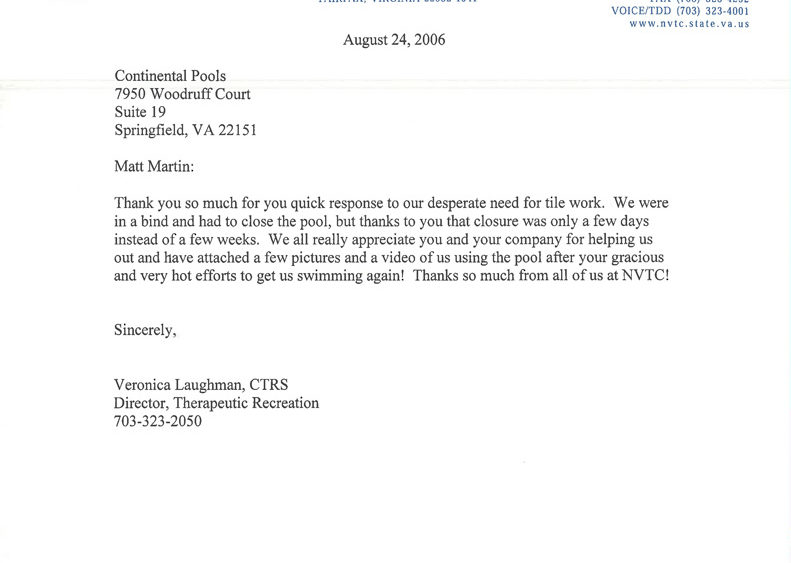 VOICE/TDD (703) 323-4001
www.nvtc.state.va.us
August 24, 2006
Continental Pools
7950 Woodruff Court
Suite 19
Springfield, VA 22151
Matt Martin:
Thank you so much for you quick response to our desperate need for tile work. We were
in a bind and had to close the pool, but thanks to you that closure was only a few days
instead of a few weeks. We all really appreciate you and your company for helping us
out and have attached a few pictures and a video of us using the pool after your gracious
and very hot efforts to get us swimming again! Thanks so much from all of us at NVTC!
Sincerely,
Veronica Laughman, CTRS
Director, Therapeutic Recreation
703-323-2050